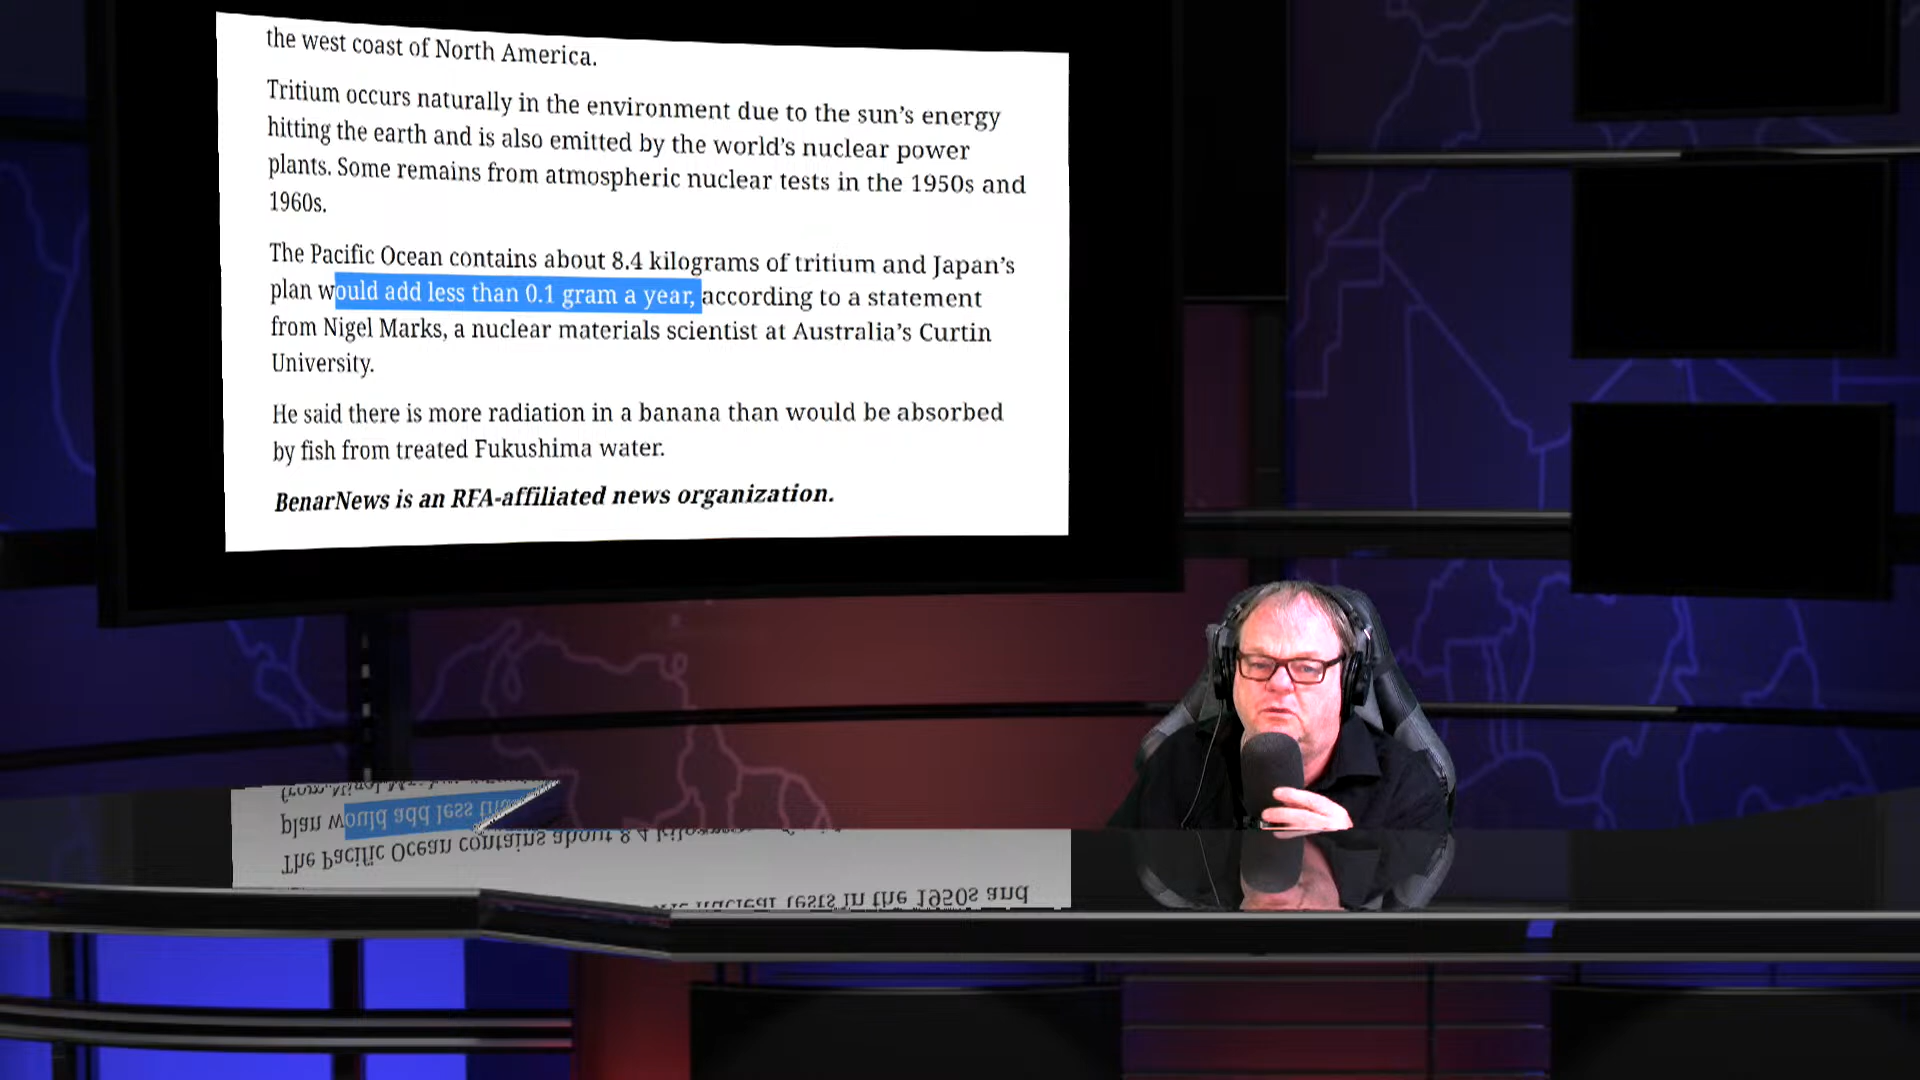 the west coast of North America.
Tritium occurs naturally in the environment due to the sun’s energy
hitting the earth and is also emitted by the world’s nuclear power
plants. Some remains from atmospheric nuclear tests in the 1950s and
1960s.
The Pacific Ocean contains about 8.4 kilograms of tritium and Japan’s
plan would add less than 0.1 gram a year, according to a statement
from Nigel Marks, a nuclear materials scientist at Australia’s Curtin
University.
He said there is more radiation in a banana than would be absorbed
by fish from treated Fukushima water.
BenarNews is an RFA-affiliated news organization.